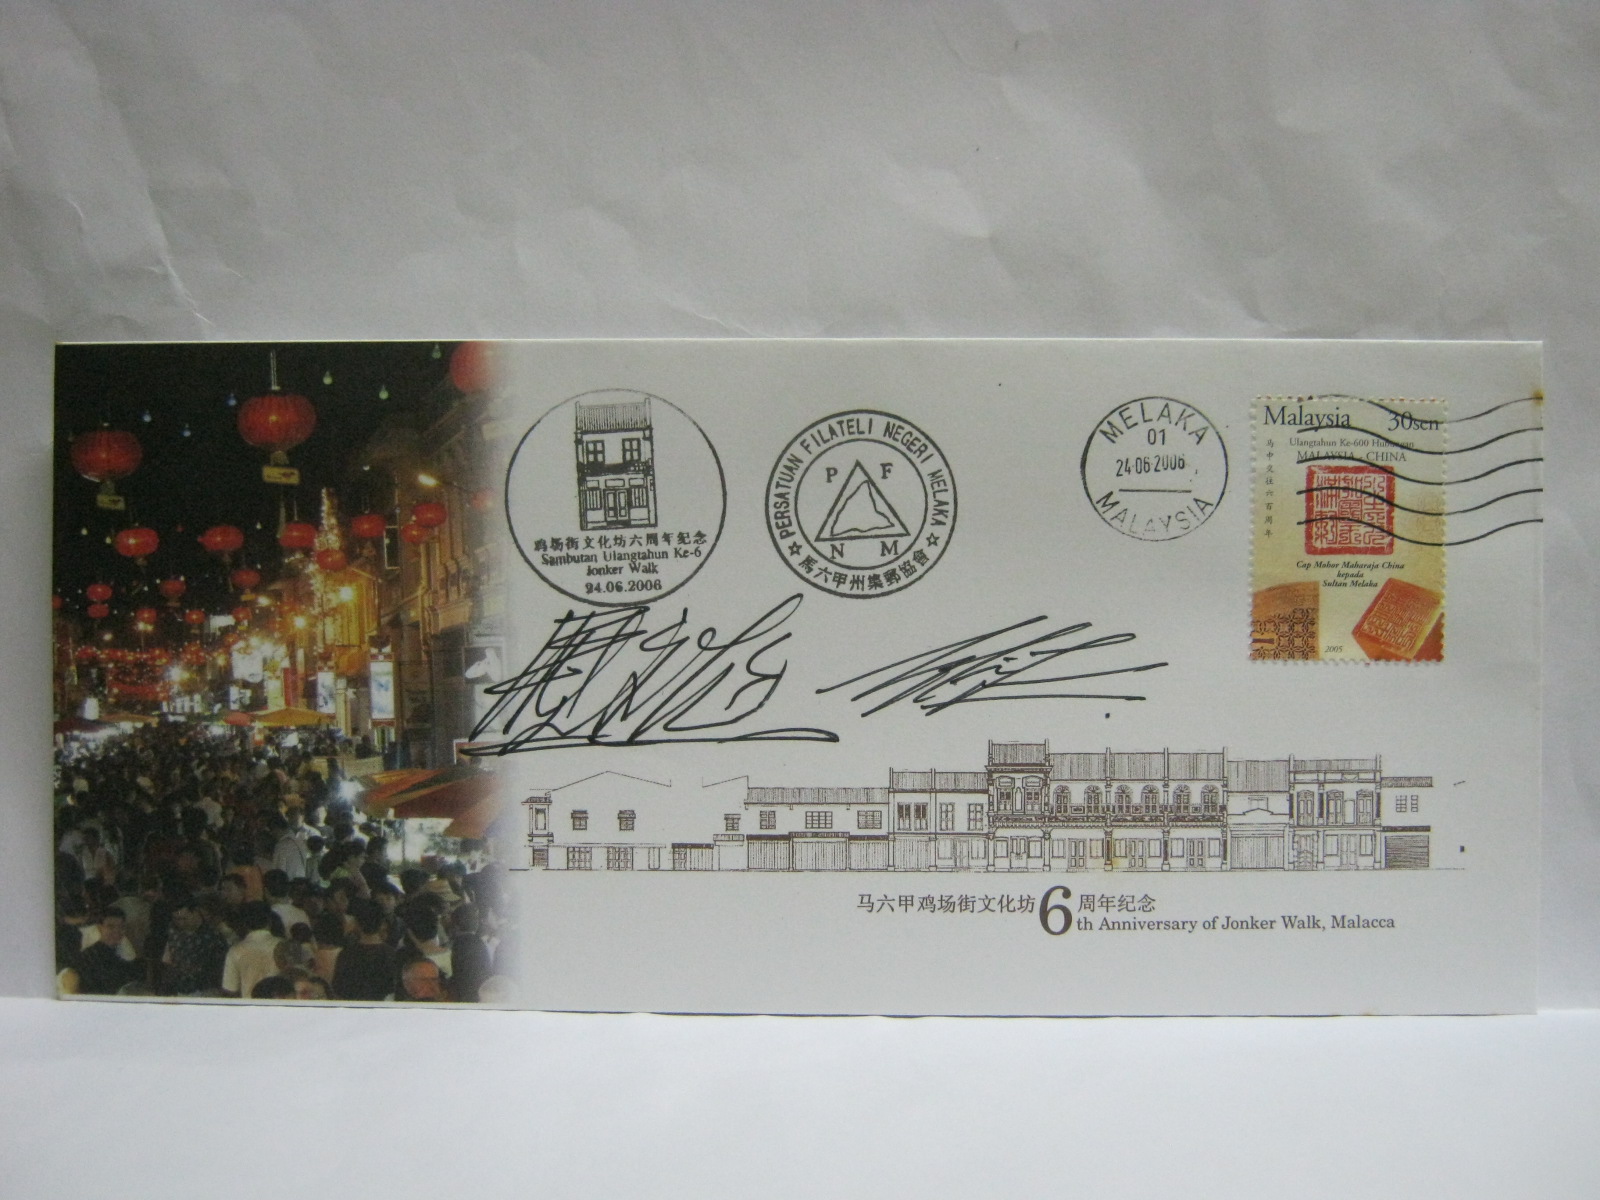 鸡场街文化坊六周年纪念
Sambutan Ulangtahun Ke-6
Jonker Walk
24.06.2006
PERSATUAN FILATELI NEGERI MELAKA
P F
N M
馬六甲州集郵協會
MELAKA
01
24-06-2006
MALAYSIA
Malaysia 30sen
Ulangtahun Ke-600 Hubungan
MALAYSIA - CHINA
马中交往六百周年
Cap Mohor Maharaja China
kepada
Sultan Melaka
2005
马六甲鸡场街文化坊6周年纪念
th Anniversary of Jonker Walk, Malacca